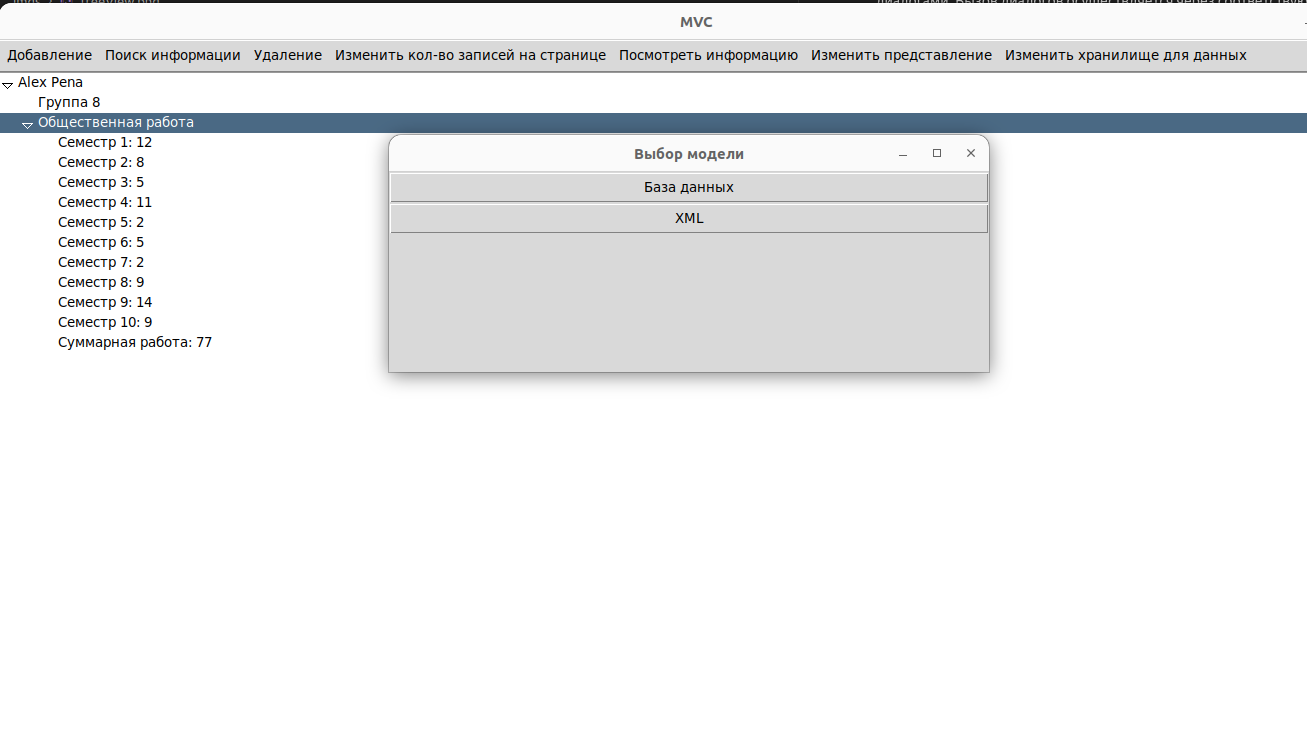 MVC
Добавление Поиск информации Удаление Изменить кол-во записей на странице Посмотреть информацию Изменить представление Изменить хранилище для данных
Alex Pena
Группа 8
Общественная работа
Семестр 1: 12
Семестр 2: 8
Семестр 3: 5
Семестр 4: 11
Семестр 5: 2
Семестр 6: 5
Семестр 7: 2
Семестр 8: 9
Семестр 9: 14
Семестр 10: 9
Суммарная работа: 77
Выбор модели
База данных
XML